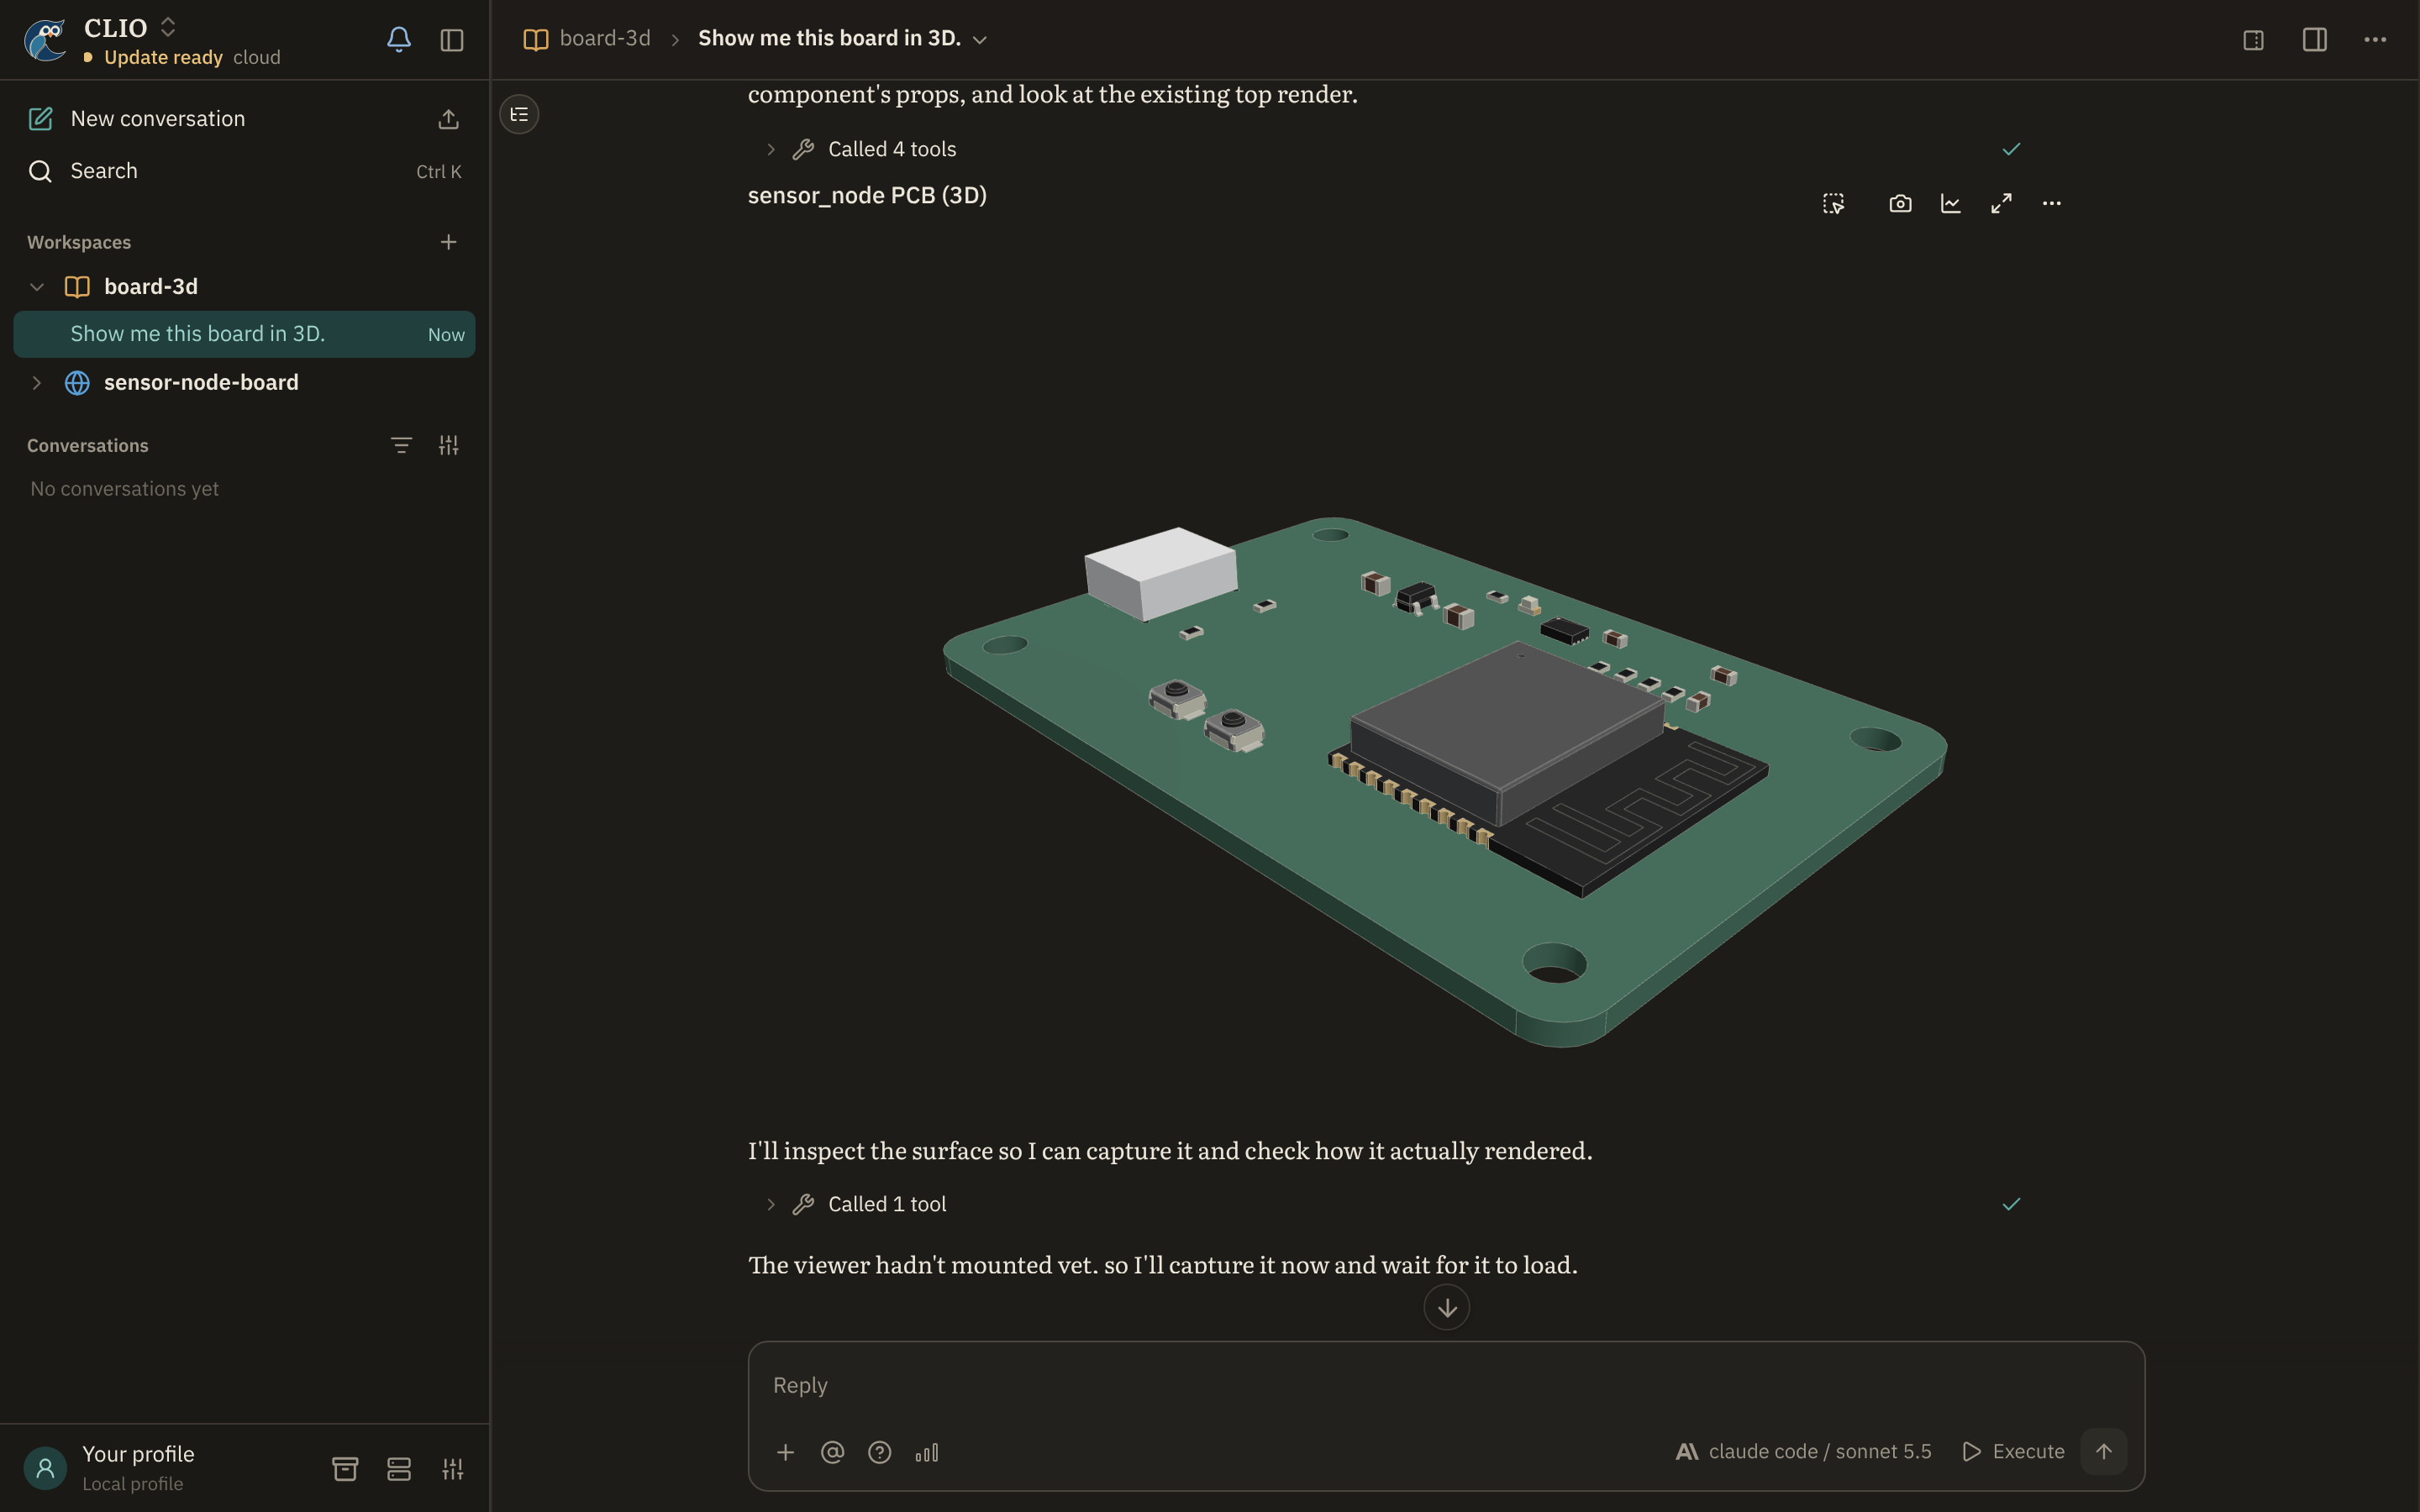 CLIO
Update ready cloud
New conversation
Search Ctrl K
Workspaces
board-3d
Show me this board in 3D. Now
sensor-node-board
Conversations
No conversations yet
Your profile
Local profile
board-3d Show me this board in 3D.
component's props, and look at the existing top render.
Called 4 tools
sensor_node PCB (3D)
I'll inspect the surface so I can capture it and check how it actually rendered.
Called 1 tool
The viewer hadn't mounted yet, so I'll capture it now and wait for it to load.
Reply
claude code / sonnet 5.5 Execute